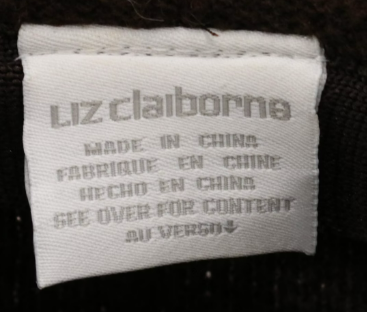 Liz claiborne
MADE IN CHINA
FABRIQUE EN CHINE
HECHO EN CHINA
SEE OVER FOR CONTENT
AU VERSO↓